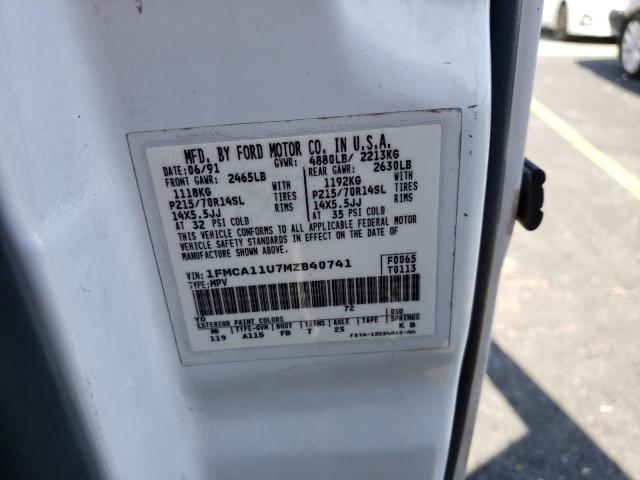 MFD. BY FORD MOTOR CO. IN U.S.A.
DATE: 06/91 GVWR: 4880LB/ 2213KG
FRONT GAWR: 2465LB 2630LB
1118KG WITH 1192KG WITH
P215/70R14SL TIRES P215/70R14SL TIRES
14X5.5JJ RIMS 14X5.5JJ RIMS
AT 32 PSI COLD AT 35 PSI COLD
THIS VEHICLE CONFORMS TO ALL APPLICABLE FEDERAL MOTOR
VEHICLE SAFETY STANDARDS IN EFFECT ON THE DATE OF
MANUFACTURE SHOWN ABOVE.
VIN: 1FMCA11U7MZB40741 F0065
TYPE: MPV T0113
YO 72
EXTERIOR PAINT COLORS DSO
WB TYPE-GVW BODY TRANS AXLE TAPE SPRINGS
119 A115 FB T 23 K B